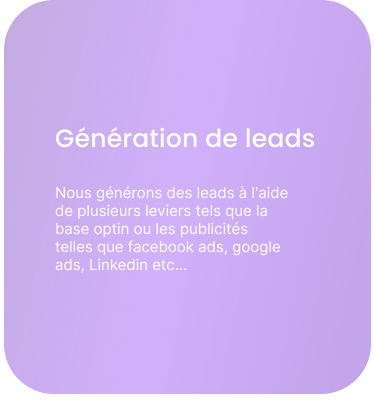 Génération de leads
Nous générons des leads à l'aide
de plusieurs leviers tels que la
base optin ou les publicités
telles que facebook ads, google
ads, Linkedin etc...